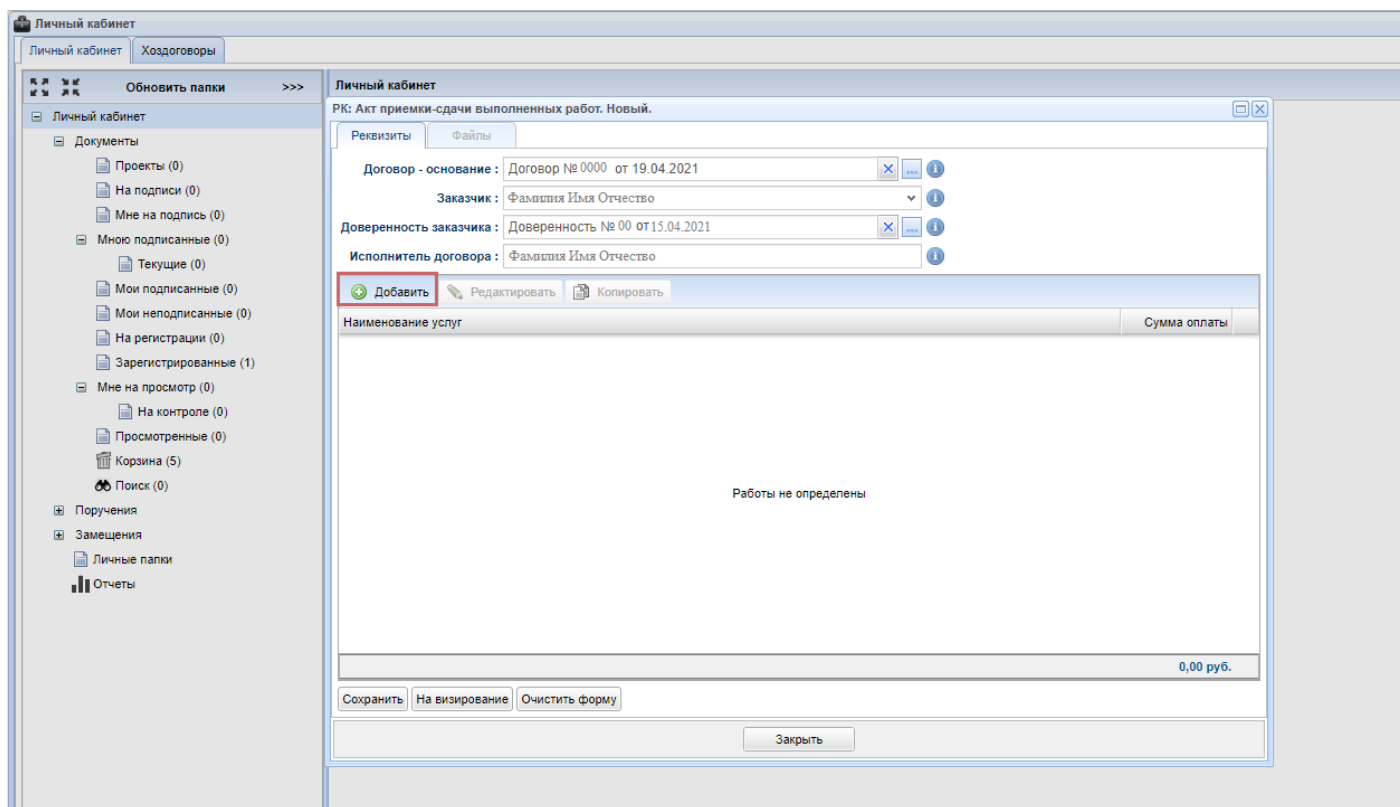 Личный кабинет
Личный кабинет Хоздоговоры
Обновить папки >>>
Личный кабинет
Документы
Проекты (0)
На подписи (0)
Мне на подпись (0)
Мною подписанные (0)
Текущие (0)
Мои подписанные (0)
Мои неподписанные (0)
На регистрации (0)
Зарегистрированные (1)
Мне на просмотр (0)
На контроле (0)
Просмотренные (0)
Корзина (5)
Поиск (0)
Поручения
Замещения
Личные папки
Отчеты
Личный кабинет
РК: Акт приемки-сдачи выполненных работ. Новый.
Реквизиты Файлы
Договор - основание : Договор № 0000 от 19.04.2021
Заказчик : Фамилия Имя Отчество
Доверенность заказчика : Доверенность № 00 от 15.04.2021
Исполнитель договора : Фамилия Имя Отчество
Добавить Редактировать Копировать
Наименование услуг Сумма оплаты
Работы не определены
0,00 руб.
Сохранить На визирование Очистить форму
Закрыть